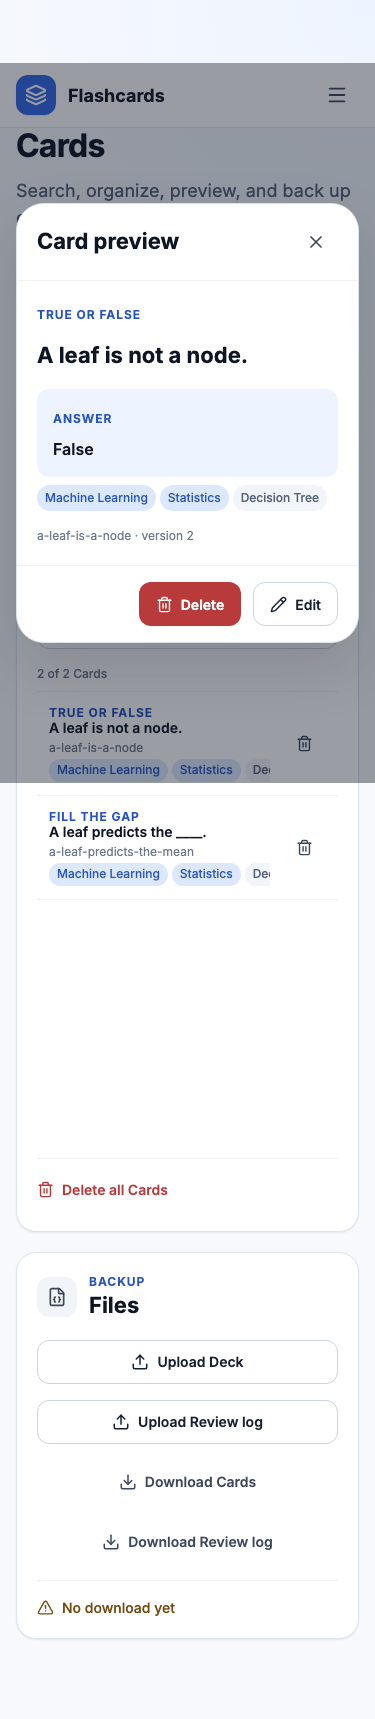 Flashcards
Cards
Search, organize, preview, and back up
Card preview
TRUE OR FALSE
A leaf is not a node.
ANSWER
False
Machine Learning Statistics Decision Tree
a-leaf-is-a-node · version 2
Delete Edit
2 of 2 Cards
TRUE OR FALSE
A leaf is not a node.
a-leaf-is-a-node
Machine Learning Statistics
FILL THE GAP
A leaf predicts the ____.
a-leaf-predicts-the-mean
Machine Learning Statistics
Delete all Cards
BACKUP
Files
Upload Deck
Upload Review log
Download Cards
Download Review log
No download yet